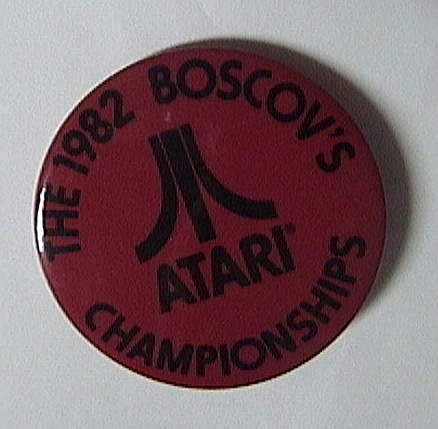 THE 1982 BOSCOV'S
ATARI®
CHAMPIONSHIPS